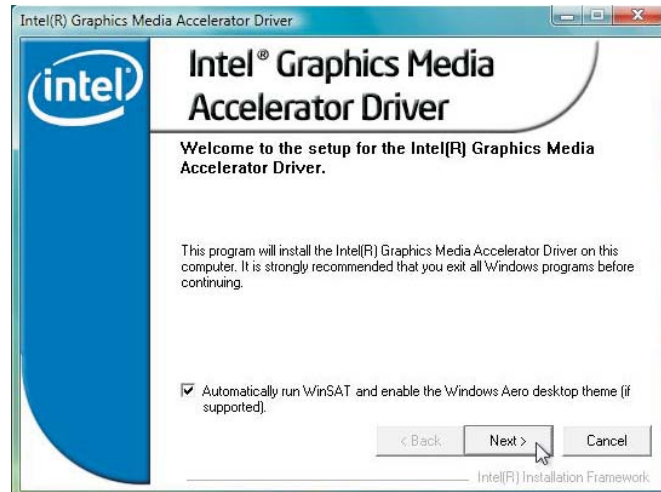 Intel(R) Graphics Media Accelerator Driver
intel
Intel® Graphics Media
Accelerator Driver
Welcome to the setup for the Intel(R) Graphics Media
Accelerator Driver.
This program will install the Intel(R) Graphics Media Accelerator Driver on this
computer. It is strongly recommended that you exit all Windows programs before
continuing.
Automatically run WinSAT and enable the Windows Aero desktop theme (if
supported).
< Back Next > Cancel
Intel(R) Installation Framework